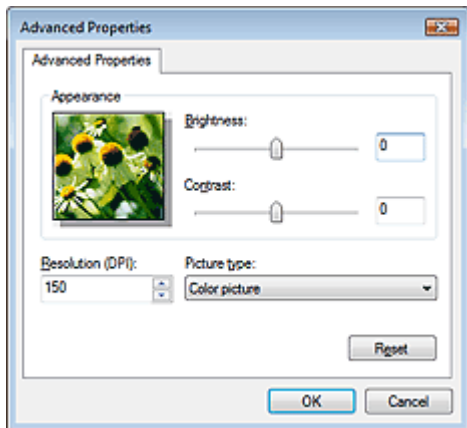 Advanced Properties
Advanced Properties
Appearance
Brightness:
0
Contrast:
0
Resolution (DPI):
Picture type:
150
Color picture
Reset
OK
Cancel